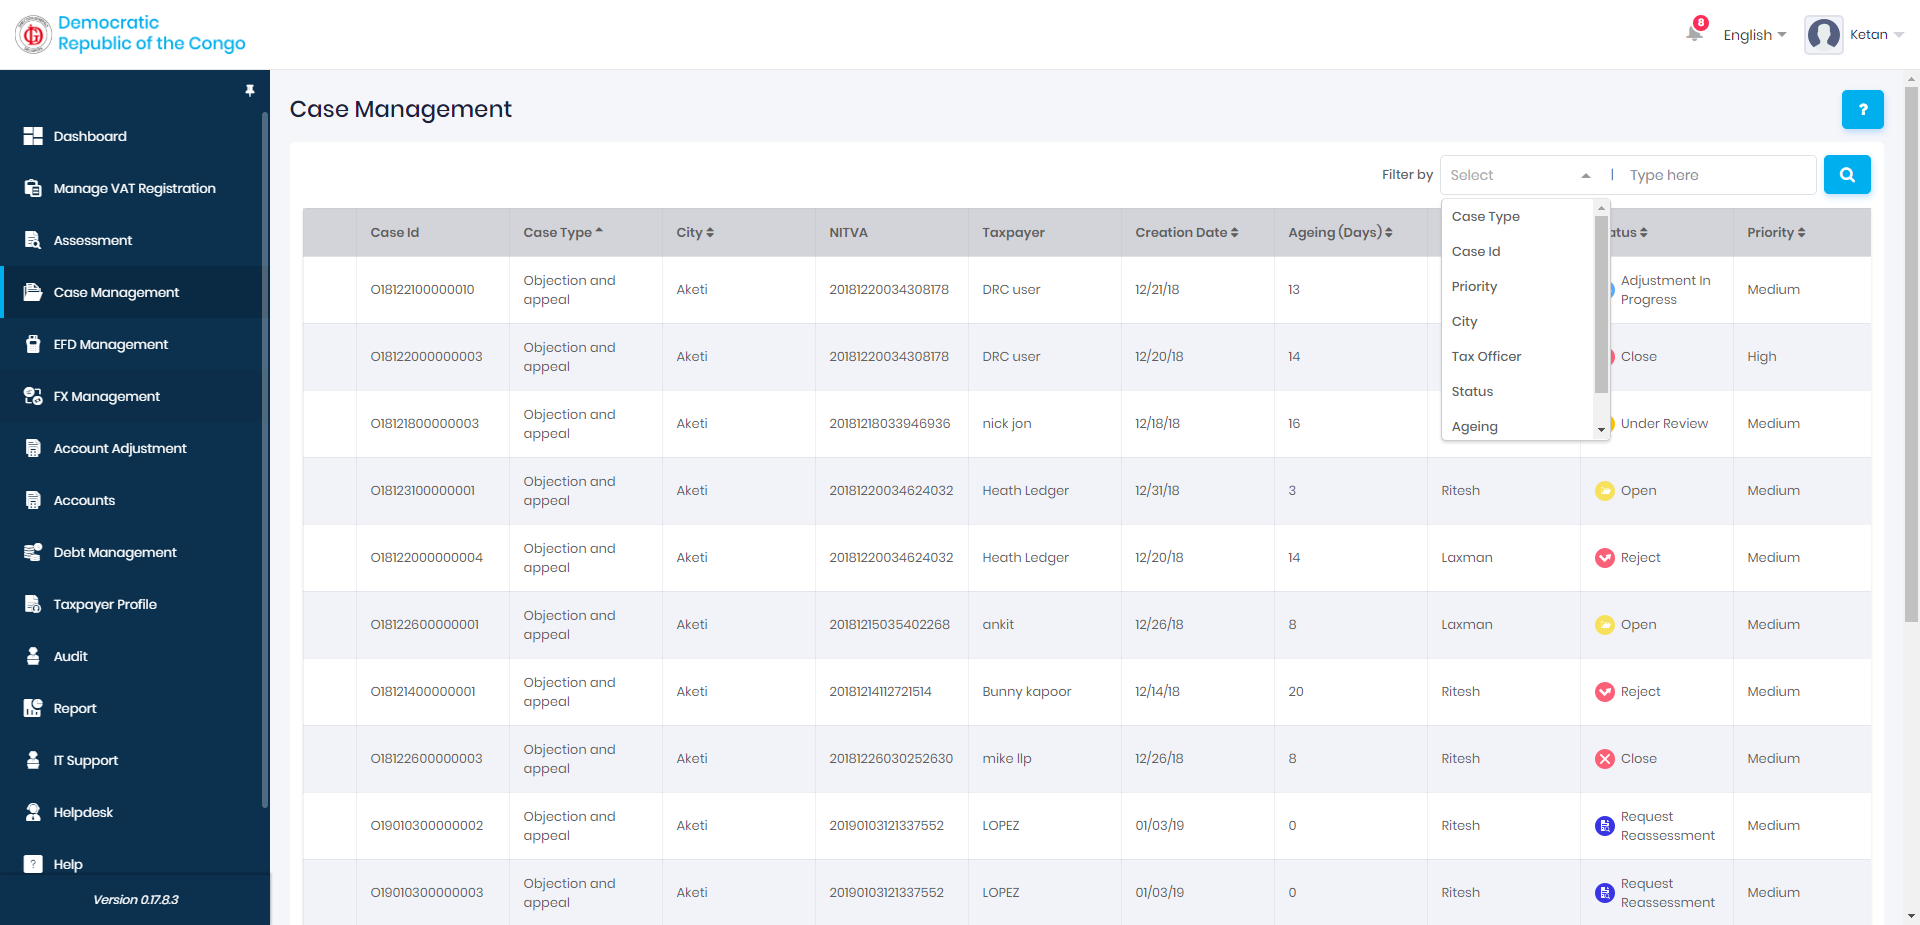 Democratic
Republic of the Congo
8
English
Ketan
Dashboard
Manage VAT Registration
Assessment
Case Management
EFD Management
FX Management
Account Adjustment
Accounts
Debt Management
Taxpayer Profile
Audit
Report
IT Support
Helpdesk
? Help
Version 0.17.8.3
Case Management
?
Filter by Select | Type here
Case Type
Case Id
Priority
City
Tax Officer
Status
Ageing
Case Id Case Type City NITVA Taxpayer Creation Date Ageing (Days) atus Priority
O18122100000010 Objection and appeal Aketi 20181220034308178 DRC user 12/21/18 13 Adjustment In Progress Medium
O18122000000003 Objection and appeal Aketi 20181220034308178 DRC user 12/20/18 14 Close High
O18121800000003 Objection and appeal Aketi 20181218033946936 nick jon 12/18/18 16 Under Review Medium
O18123100000001 Objection and appeal Aketi 20181220034624032 Heath Ledger 12/31/18 3 Ritesh Open Medium
O18122000000004 Objection and appeal Aketi 20181220034624032 Heath Ledger 12/20/18 14 Laxman Reject Medium
O18122600000001 Objection and appeal Aketi 20181215035402268 ankit 12/26/18 8 Laxman Open Medium
O18121400000001 Objection and appeal Aketi 20181214112721514 Bunny kapoor 12/14/18 20 Ritesh Reject Medium
O18122600000003 Objection and appeal Aketi 20181226030252630 mike llp 12/26/18 8 Ritesh Close Medium
O19010300000002 Objection and appeal Aketi 20190103121337552 LOPEZ 01/03/19 0 Ritesh Request Reassessment Medium
O19010300000003 Objection and appeal Aketi 20190103121337552 LOPEZ 01/03/19 0 Ritesh Request Reassessment Medium